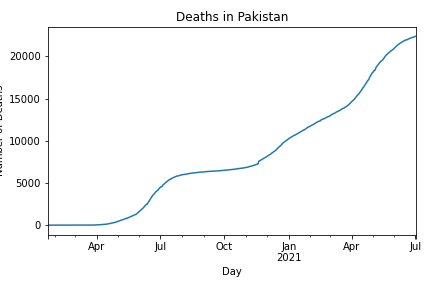 Deaths in Pakistan
Number of Deaths
20000
15000
10000
5000
0
Apr Jul Oct Jan Apr Jul
2021
Day